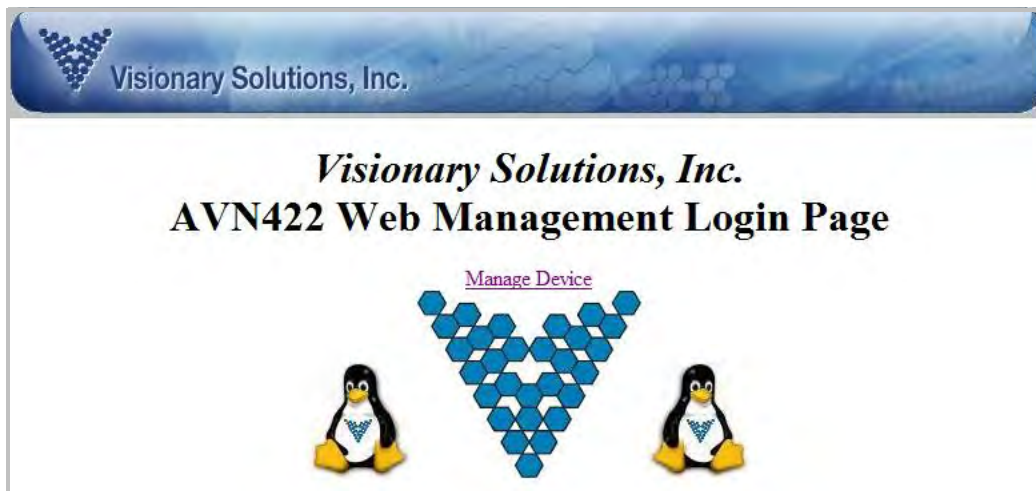 Visionary Solutions, Inc.
Visionary Solutions, Inc.
AVN422 Web Management Login Page
Manage Device